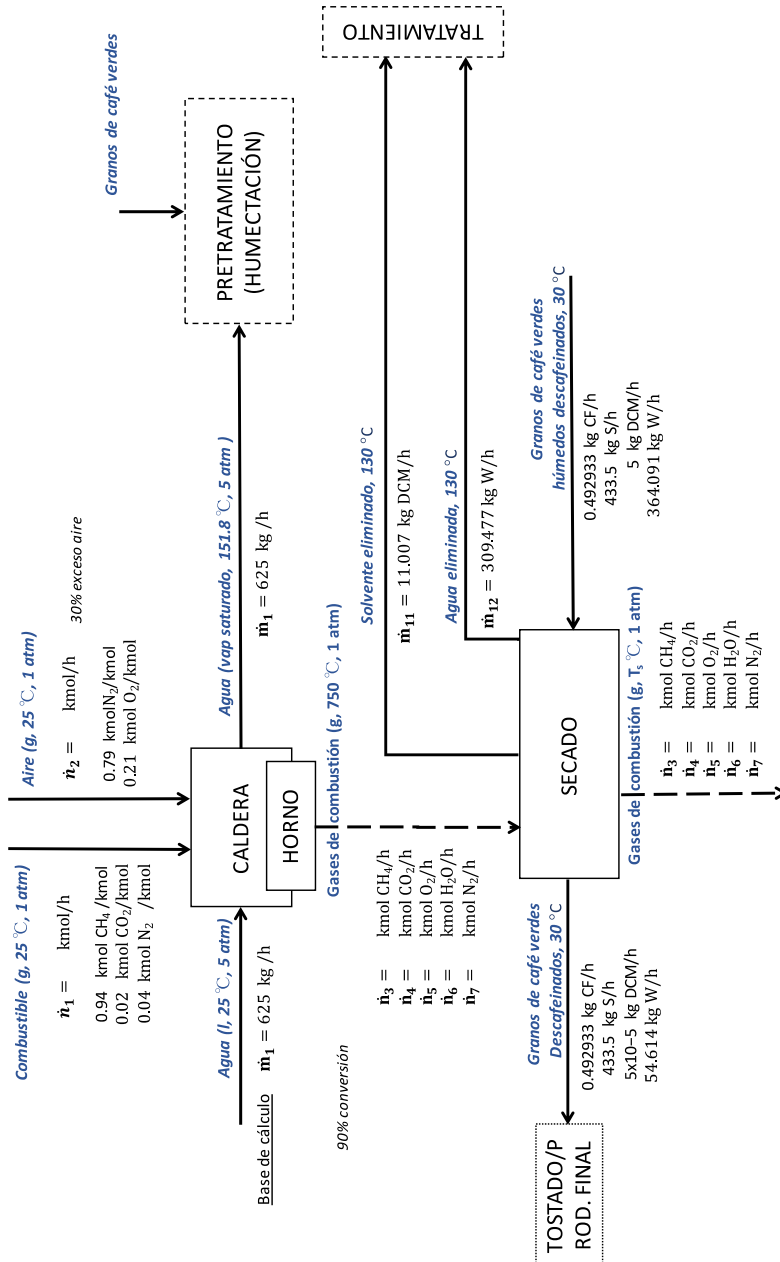 Combustible (g, 25 °C, 1 atm)
ṅ₁ = kmol/h
0.94 kmol CH₄ /kmol
0.02 kmol CO₂/kmol
0.04 kmol N₂ /kmol
Aire (g, 25 °C, 1 atm)
ṅ₂ = kmol/h
0.79 kmolN₂/kmol
0.21 kmol O₂/kmol
30% exceso aire
Granos de café verdes
Agua (l, 25 °C, 5 atm)
Base de cálculo ṁ₁ = 625 kg /h
90% conversión
CALDERA
HORNO
Agua (vap saturado, 151.8 °C, 5 atm )
ṁ₁ = 625 kg /h
PRETRATAMIENTO
(HUMECTACIÓN)
Gases de combustión (g, 750 °C, 1 atm)
ṅ₃ = kmol CH₄/h
ṅ₄ = kmol CO₂/h
ṅ₅ = kmol O₂/h
ṅ₆ = kmol H₂O/h
ṅ₇ = kmol N₂/h
Solvente eliminado, 130 °C
ṁ₁₁ = 11.007 kg DCM/h
Agua eliminada, 130 °C
ṁ₁₂ = 309.477 kg W/h
TRATAMIENTO
Granos de café verdes
Descafeinados, 30 °C
0.492933 kg CF/h
433.5 kg S/h
5x10−5 kg DCM/h
54.614 kg W/h
TOSTADO/P
ROD. FINAL
SECADO
Granos de café verdes
húmedos descafeinados, 30 °C
0.492933 kg CF/h
433.5 kg S/h
5 kg DCM/h
364.091 kg W/h
Gases de combustión (g, Tₛ °C, 1 atm)
ṅ₃ = kmol CH₄/h
ṅ₄ = kmol CO₂/h
ṅ₅ = kmol O₂/h
ṅ₆ = kmol H₂O/h
ṅ₇ = kmol N₂/h